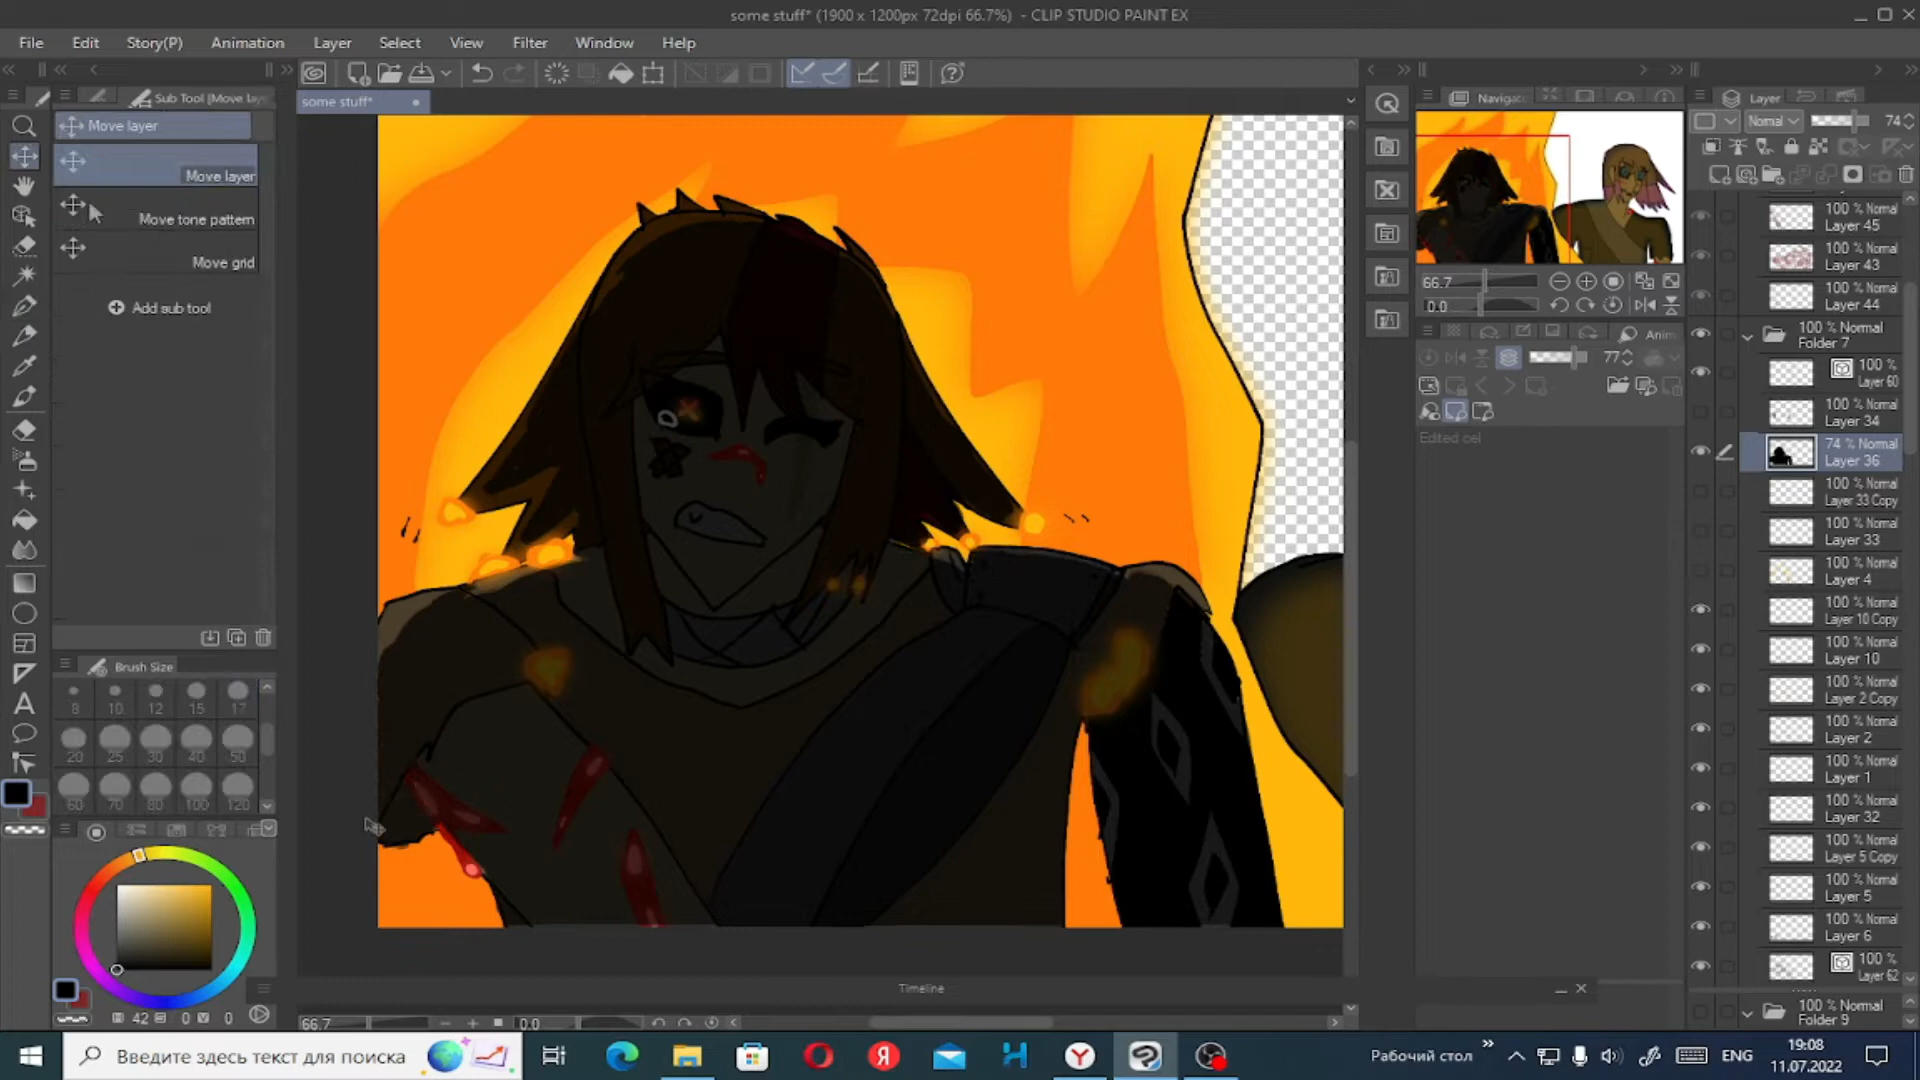 some stuff* (1900 x 1200px 72dpi 66.7%) - CLIP STUDIO PAINT EX
File Edit Story(P) Animation Layer Select View Filter Window Help
Sub Tool [Move lay
some stuff*
Move layer
Move layer
Move tone pattern
Move grid
Add sub tool
Brush Size
8 10 12 15 17
20 25 30 40 50
60 70 80 100 120
42 0 0
66.7 0.0
Timeline
Navigat
66.7
0.0
Anim
77
Edited cel
Layer
Normal 74
100 % Normal
Layer 45
100 % Normal
Layer 43
100 % Normal
Layer 44
100 % Normal
Folder 7
100 %
Layer 60
100 % Normal
Layer 34
74 % Normal
Layer 36
100 % Normal
Layer 33 Copy
100 % Normal
Layer 33
100 % Normal
Layer 4
100 % Normal
Layer 10 Copy
100 % Normal
Layer 10
100 % Normal
Layer 2 Copy
100 % Normal
Layer 2
100 % Normal
Layer 1
100 % Normal
Layer 32
100 % Normal
Layer 5 Copy
100 % Normal
Layer 5
100 % Normal
Layer 6
100 %
Layer 62
100 % Normal
Folder 9
Введите здесь текст для поиска
Рабочий стол
ENG
19:08
11.07.2022